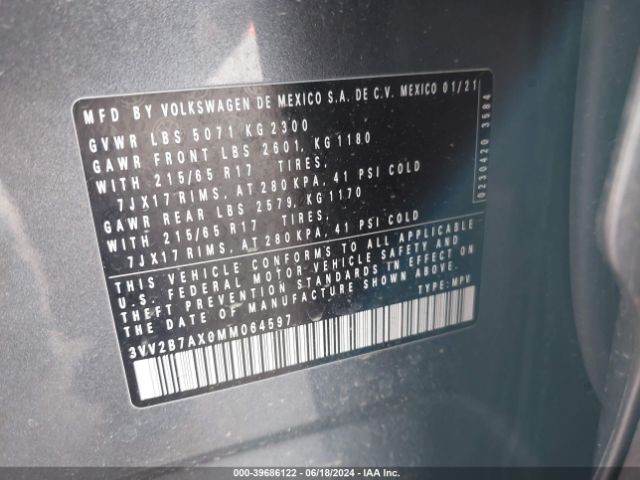 MFD BY VOLKSWAGEN DE MEXICO S.A. DE C.V. MEXICO 01/21
GVWR LBS 5071 KG 2300
GAWR FRONT LBS 2601, KG 1180
WITH 215/65 R17 TIRES,
7JX17 RIMS, AT 280 KPA, 41 PSI COLD
GAWR REAR LBS 2579, KG 1170
WITH 215/65 R17 TIRES,
7JX17 RIMS, AT 280 KPA, 41 PSI COLD
THIS VEHICLE CONFORMS TO ALL APPLICABLE
U.S. FEDERAL MOTOR VEHICLE SAFETY AND
THEFT PREVENTION STANDARDS IN EFFECT ON
THE DATE OF MANUFACTURE SHOWN ABOVE.
TYPE: MPV
3VV2B7AX0MM064597
0230420 3584
000-39686122 - 06/18/2024 - IAA Inc.